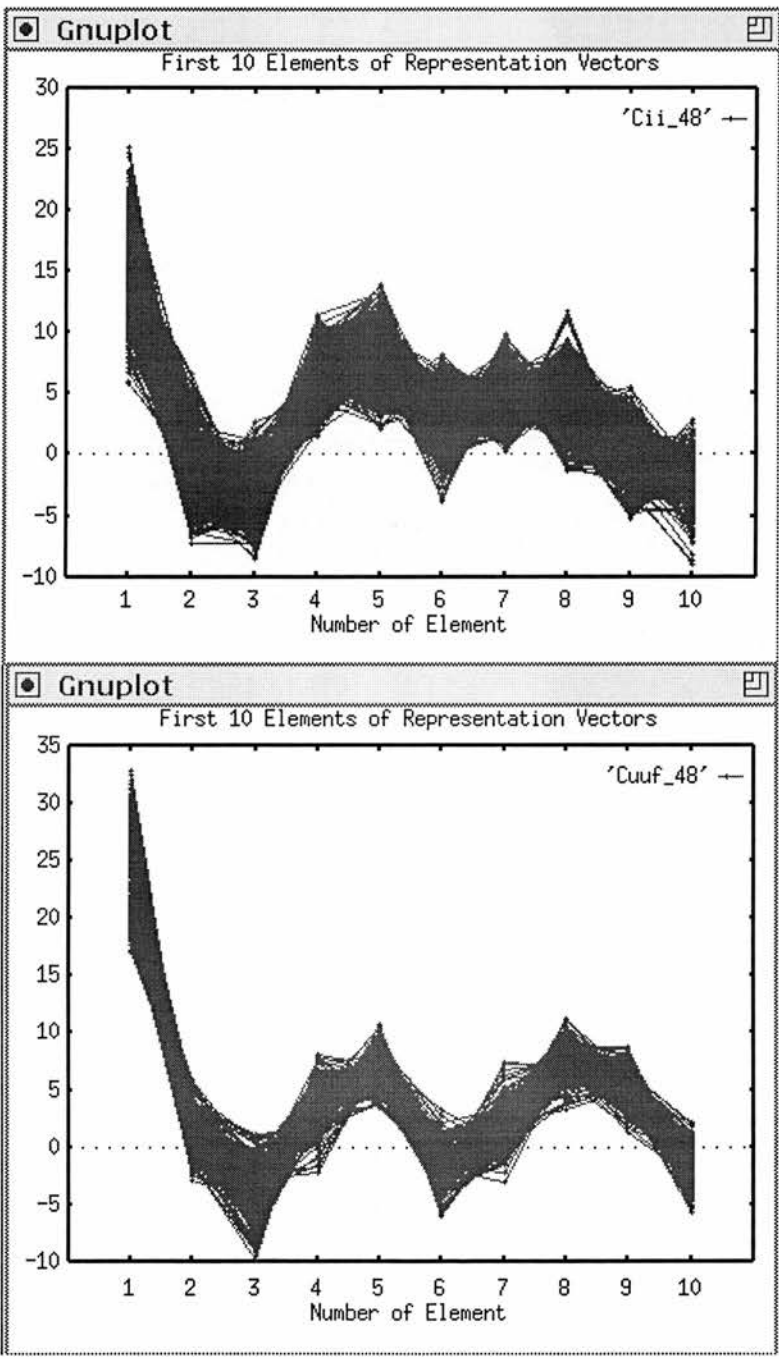 Gnuplot
First 10 Elements of Representation Vectors
'Cii_48'
30
25
20
15
10
5
0
-5
-10
1 2 3 4 5 6 7 8 9 10
Number of Element
Gnuplot
First 10 Elements of Representation Vectors
'Cuuf_48'
35
30
25
20
15
10
5
0
-5
-10
1 2 3 4 5 6 7 8 9 10
Number of Element